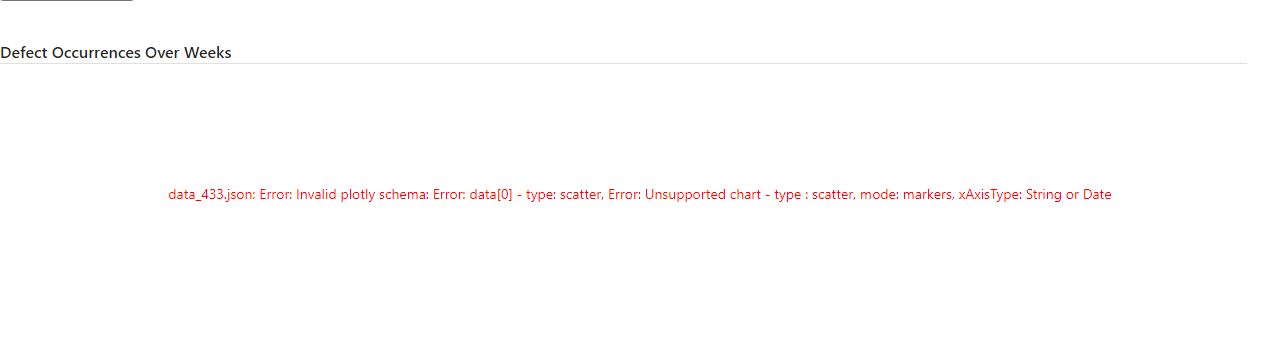 Defect Occurrences Over Weeks
data_433.json: Error: Invalid plotly schema: Error: data[0] - type: scatter, Error: Unsupported chart - type : scatter, mode: markers, xAxisType: String or Date